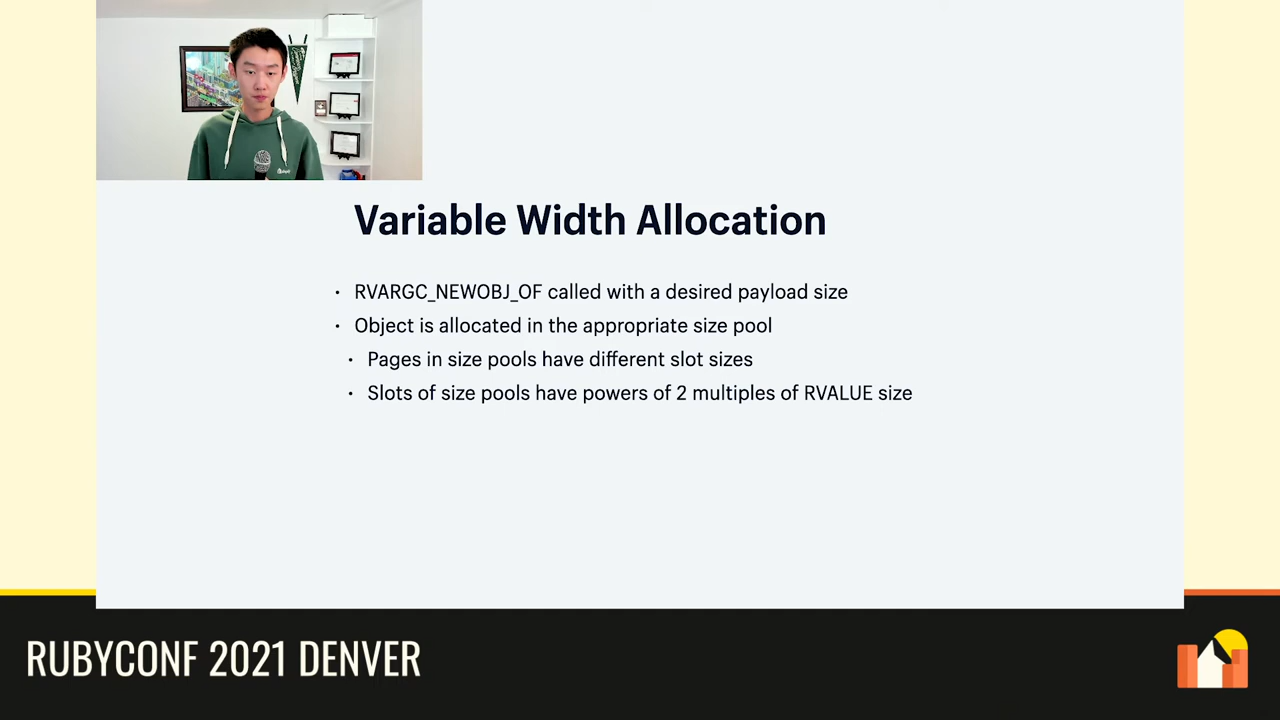 Variable Width Allocation
• RVARGC_NEWOBJ_OF called with a desired payload size
• Object is allocated in the appropriate size pool
• Pages in size pools have different slot sizes
• Slots of size pools have powers of 2 multiples of RVALUE size
RUBYCONF 2021 DENVER